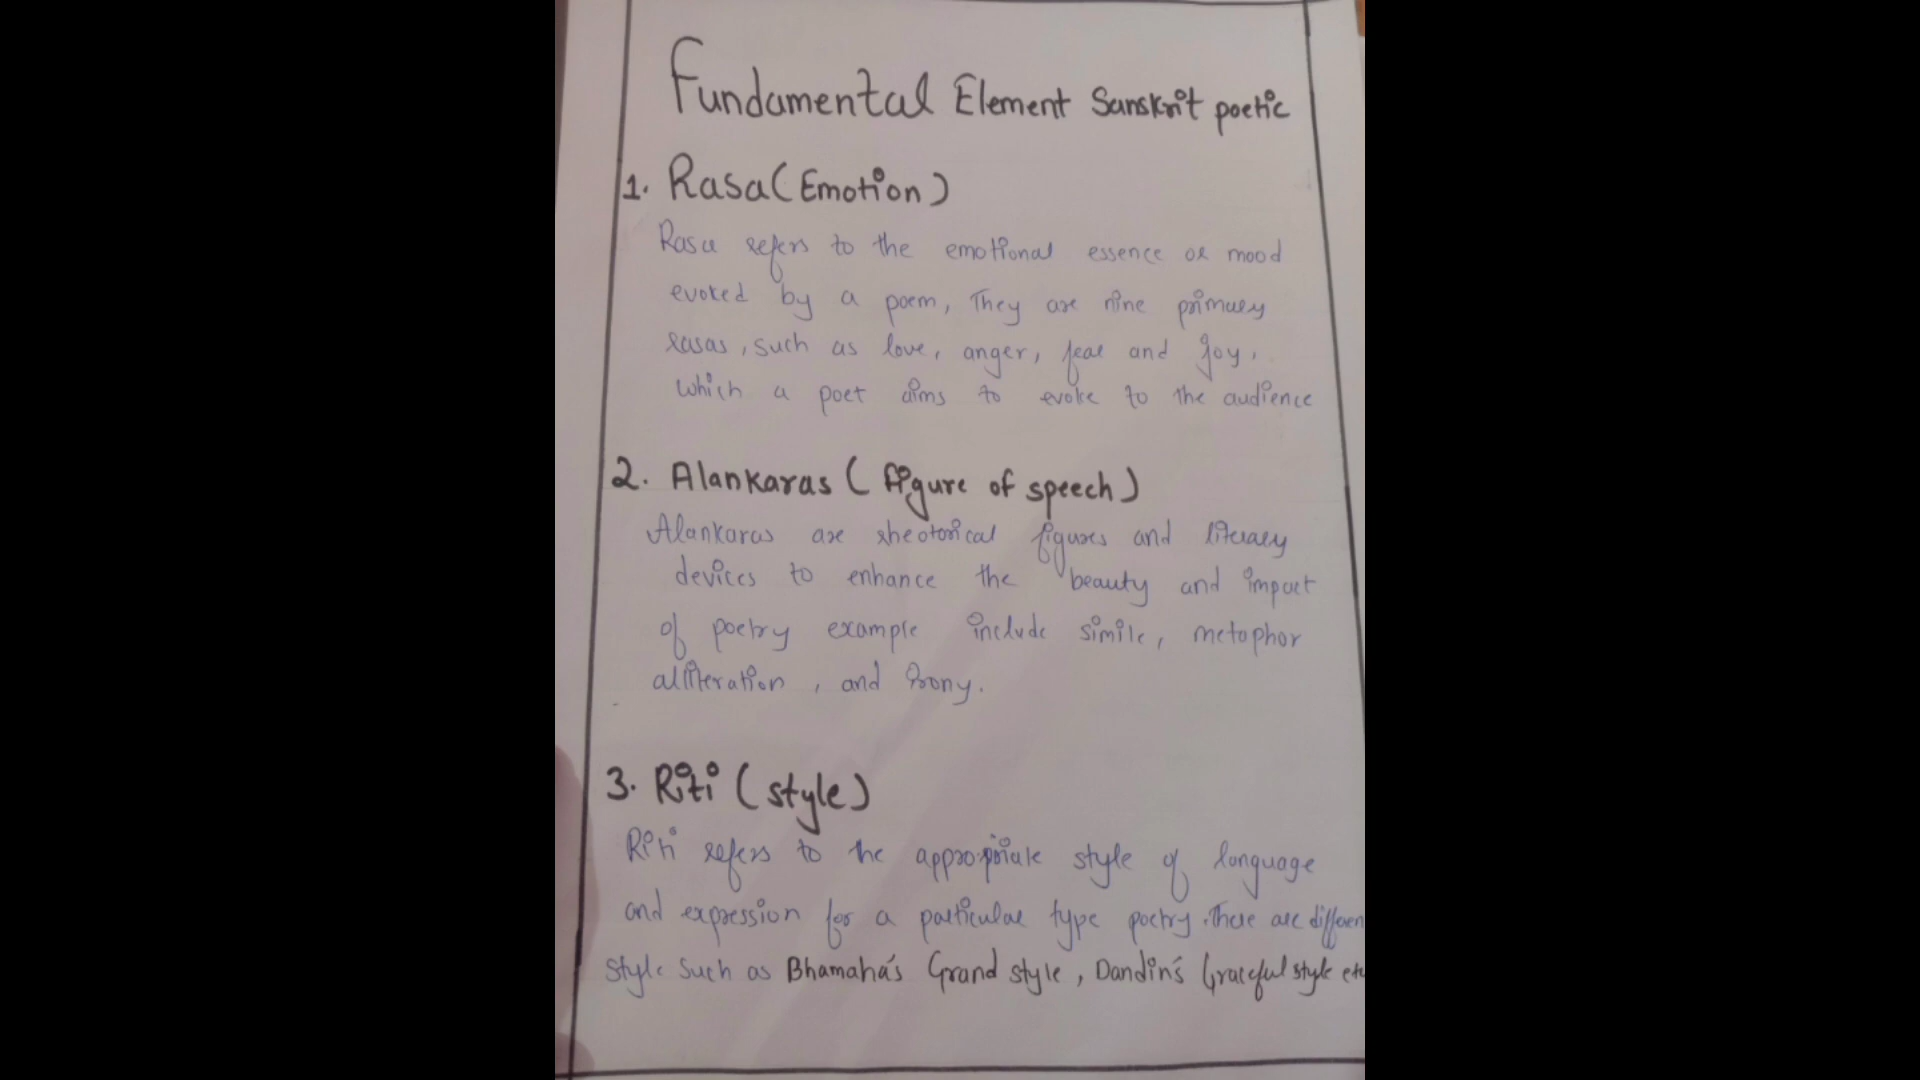 Fundamental Element Sanskrit poetic
1. Rasa (Emotion)
Rasa refers to the emotional essence or mood
evoked by a poem, They are nine primary
rasas, such as love, anger, fear and joy,
which a poet aims to evoke to the audience
2. Alankaras (figure of speech)
Alankaras are rheotorical figures and literary
devices to enhance the beauty and impact
of poetry example include simile, metaphor
alliteration, and irony.
3. Riti (style)
Riti refers to the appropriate style of language
and expression for a particular type poetry. There are differen
style such as Bhamaha's Grand style, Dandin's Graceful style etc